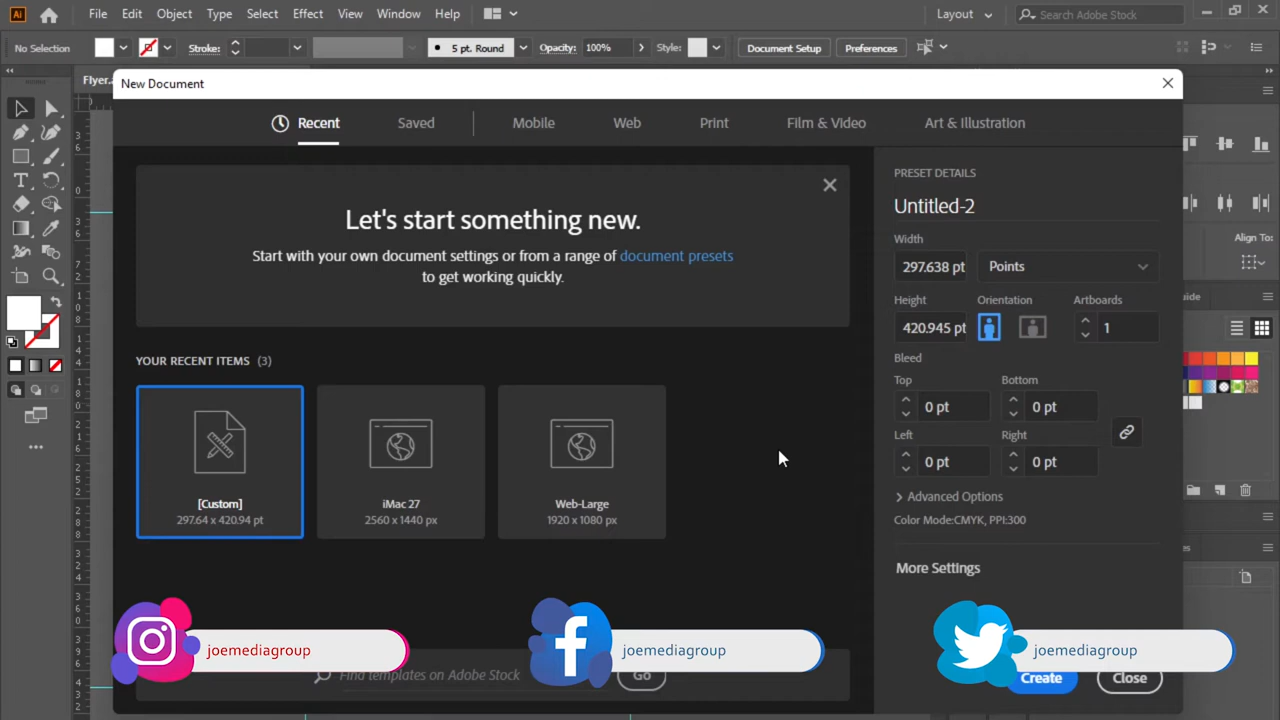 Ai File Edit Object Type Select Effect View Window Help Layout Search Adobe Stock
No Selection Stroke: 5 pt. Round Opacity: 100% Style: Document Setup Preferences
New Document
Recent Saved Mobile Web Print Film & Video Art & Illustration
Let's start something new.
Start with your own document settings or from a range of document presets
to get working quickly.
YOUR RECENT ITEMS (3)
[Custom]
297.64 x 420.94 pt
iMac 27
2560 x 1440 px
Web-Large
1920 x 1080 px
Find templates on Adobe Stock Go
PRESET DETAILS
Untitled-2
Width
297.638 pt Points
Height Orientation Artboards
420.945 pt 1
Bleed
Top Bottom
0 pt 0 pt
Left Right
0 pt 0 pt
Advanced Options
Color Mode:CMYK, PPI:300
More Settings
Create Close
Align To:
joemediagroup
joemediagroup
joemediagroup